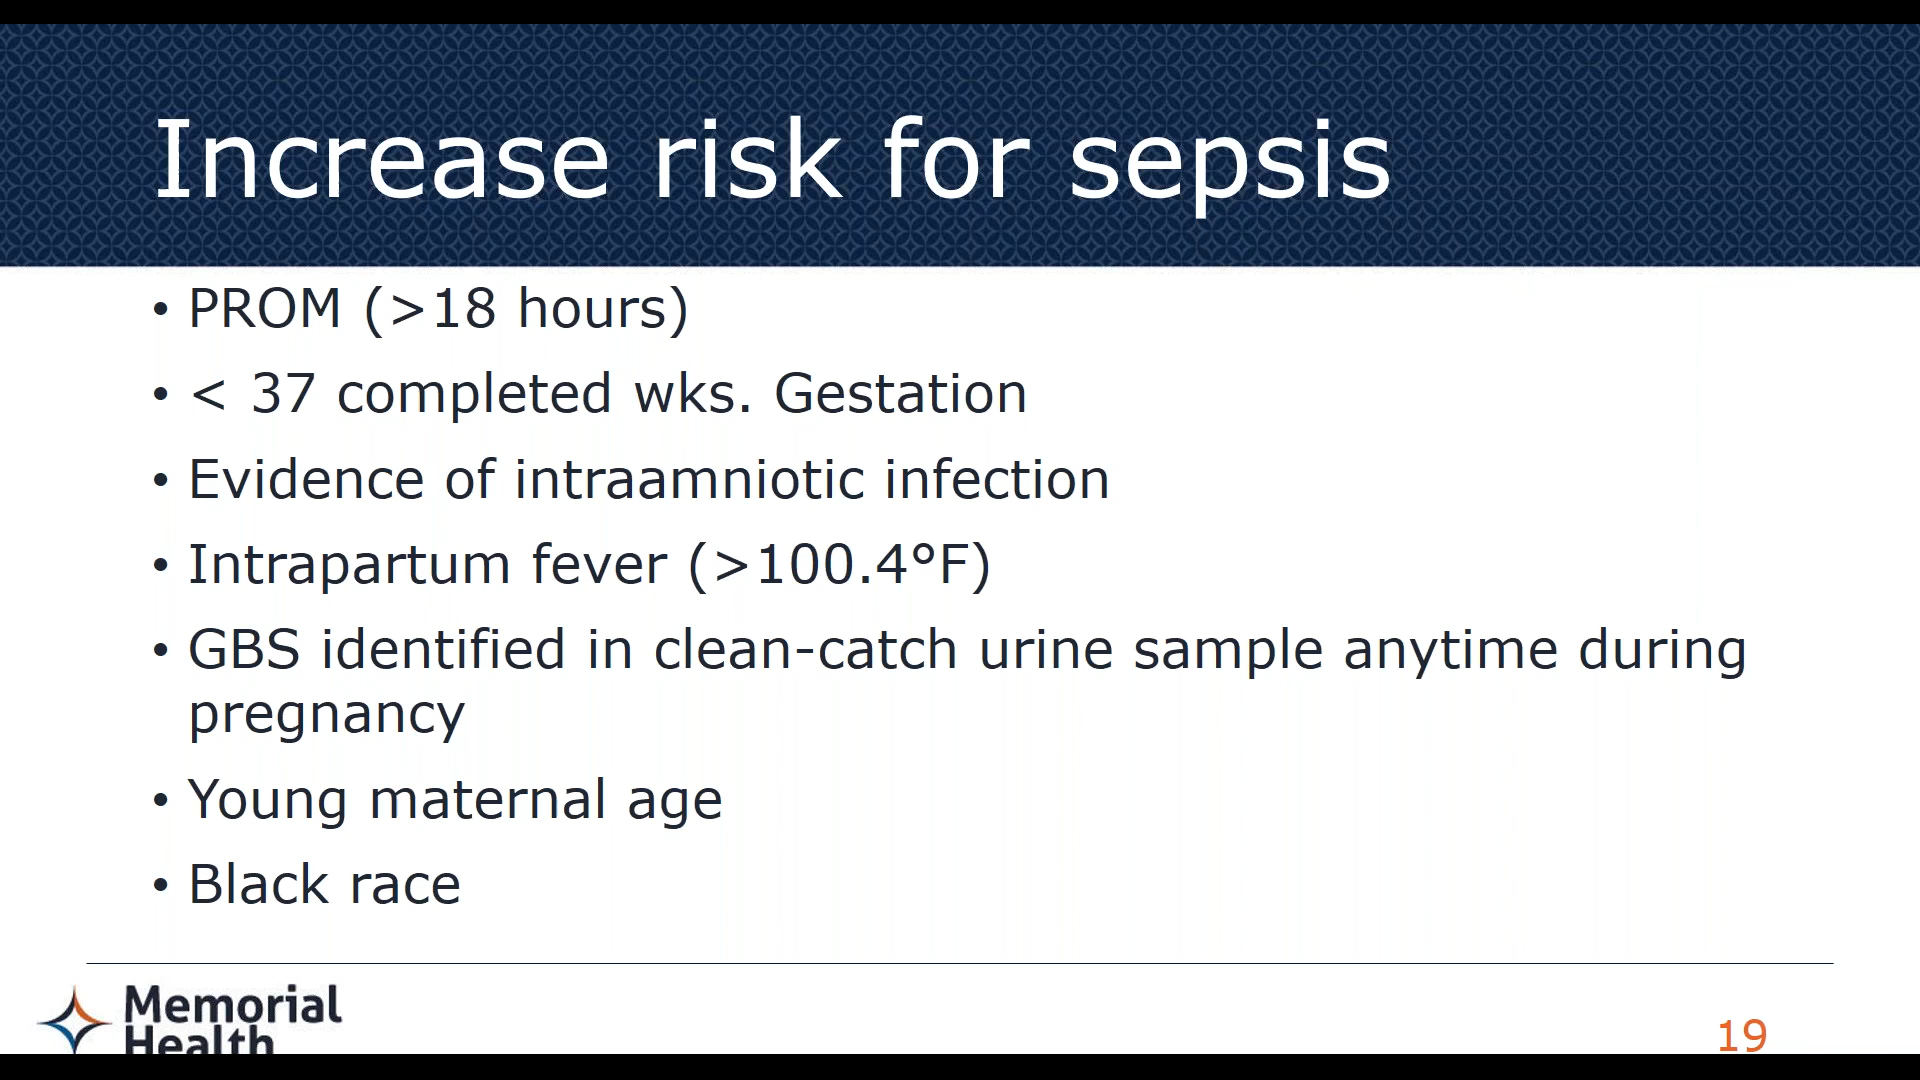 Increase risk for sepsis
• PROM (>18 hours)
• < 37 completed wks. Gestation
• Evidence of intraamniotic infection
• Intrapartum fever (>100.4°F)
• GBS identified in clean-catch urine sample anytime during
pregnancy
• Young maternal age
• Black race
Memorial
Health
19